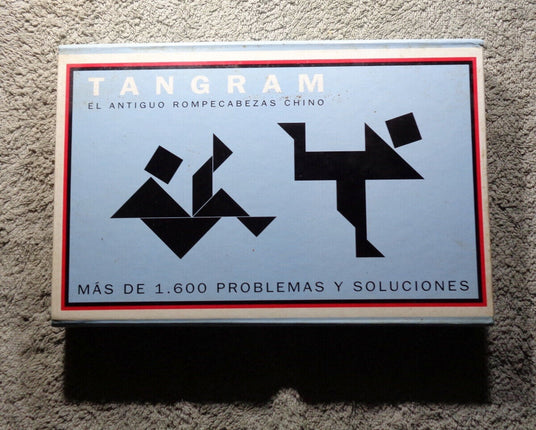 TANGRAM
EL ANTIGUO ROMPECABEZAS CHINO
MÁS DE 1.600 PROBLEMAS Y SOLUCIONES